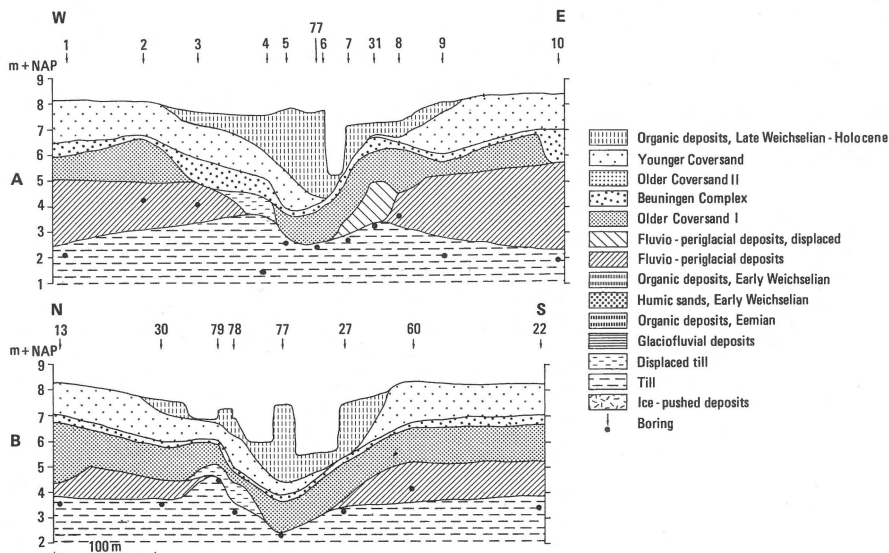 W E
77
1 2 3 4 5 6 7 31 8 9 10
m + NAP
9
8
7
6
5
4
3
2
1
A
N S
13 30 79 78 77 27 60 22
m + NAP
9
8
7
6
5
4
3
2
B
100 m
Organic deposits, Late Weichselian - Holocene
Younger Coversand
Older Coversand II
Beuningen Complex
Older Coversand I
Fluvio - periglacial deposits, displaced
Fluvio - periglacial deposits
Organic deposits, Early Weichselian
Humic sands, Early Weichselian
Organic deposits, Eemian
Glaciofluvial deposits
Displaced till
Till
Ice - pushed deposits
Boring